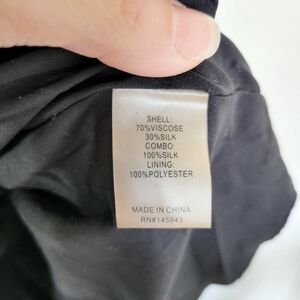 SHELL:
70%VISCOSE
30%SILK
COMBO:
100%SILK
LINING:
100%POLYESTER
MADE IN CHINA
RN#145943